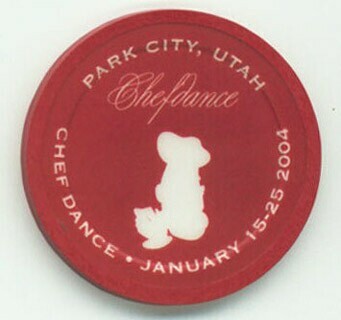 PARK CITY, UTAH
Chefdance
CHEF DANCE • JANUARY 15-25 2004